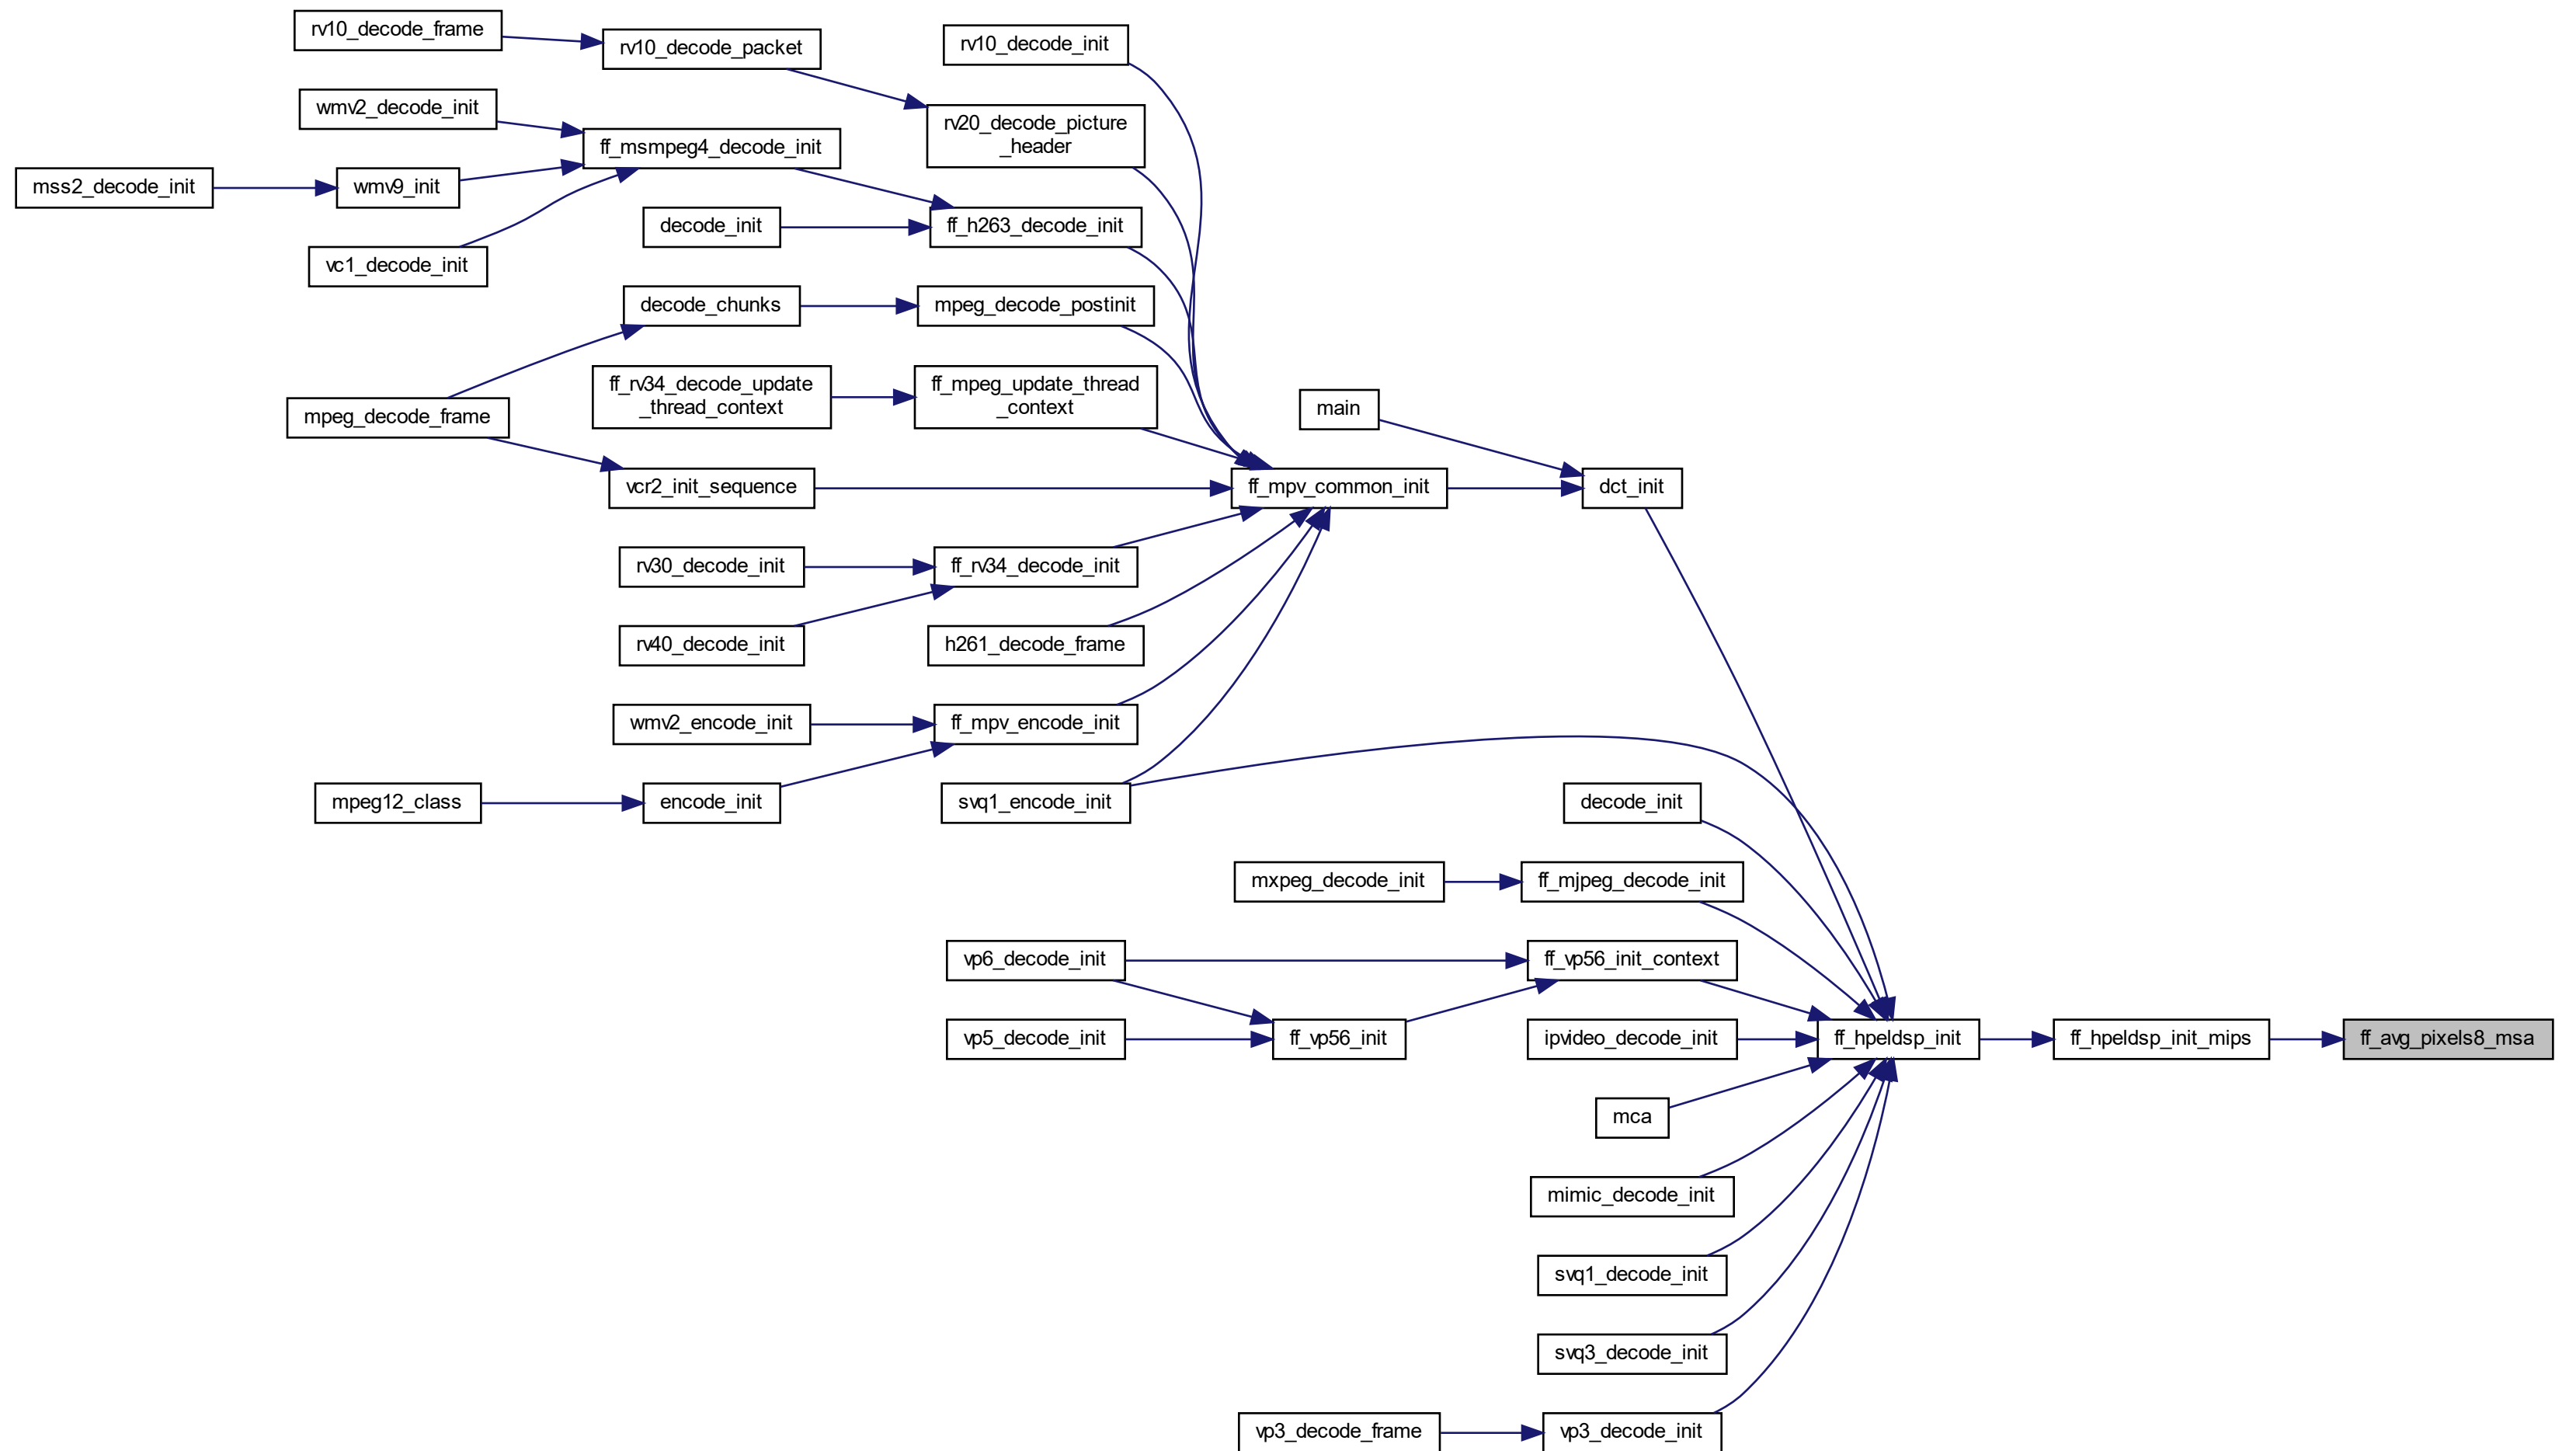 rv10_decode_frame
rv10_decode_packet
rv10_decode_init
wmv2_decode_init
rv20_decode_picture
_header
ff_msmpeg4_decode_init
mss2_decode_init
wmv9_init
decode_init
ff_h263_decode_init
vc1_decode_init
decode_chunks
mpeg_decode_postinit
ff_rv34_decode_update
_thread_context
ff_mpeg_update_thread
_context
main
mpeg_decode_frame
vcr2_init_sequence
ff_mpv_common_init
dct_init
rv30_decode_init
ff_rv34_decode_init
rv40_decode_init
h261_decode_frame
wmv2_encode_init
ff_mpv_encode_init
mpeg12_class
encode_init
svq1_encode_init
decode_init
mxpeg_decode_init
ff_mjpeg_decode_init
vp6_decode_init
ff_vp56_init_context
vp5_decode_init
ff_vp56_init
ipvideo_decode_init
ff_hpeldsp_init
ff_hpeldsp_init_mips
ff_avg_pixels8_msa
mca
mimic_decode_init
svq1_decode_init
svq3_decode_init
vp3_decode_frame
vp3_decode_init